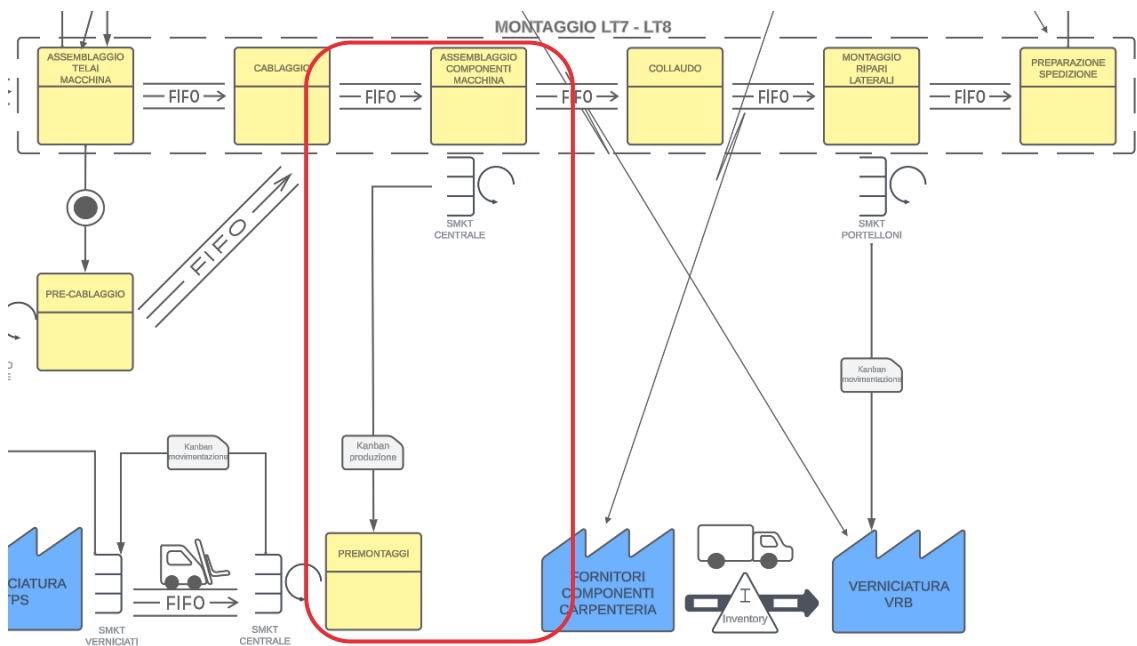 MONTAGGIO LT7 - LT8
ASSEMBLAGGIO
TELAI
MACCHINA
FIFO
CABLAGGIO
FIFO
ASSEMBLAGGIO
COMPONENTI
MACCHINA
FIFO
COLLAUDO
FIFO
MONTAGGIO
RIPARI
LATERALI
FIFO
PREPARAZIONE
SPEDIZIONE
SMKT
CENTRALE
SMKT
PORTELLONI
FIFO
PRE-CABLAGGIO
Kanban
movimentazione
Kanban
movimentazione
Kanban
produzione
PREMONTAGGI
CIATURA
TPS
FIFO
SMKT
VERNICIATI
SMKT
CENTRALE
FORNITORI
COMPONENTI
CARPENTERIA
I
Inventory
VERNICIATURA
VRB